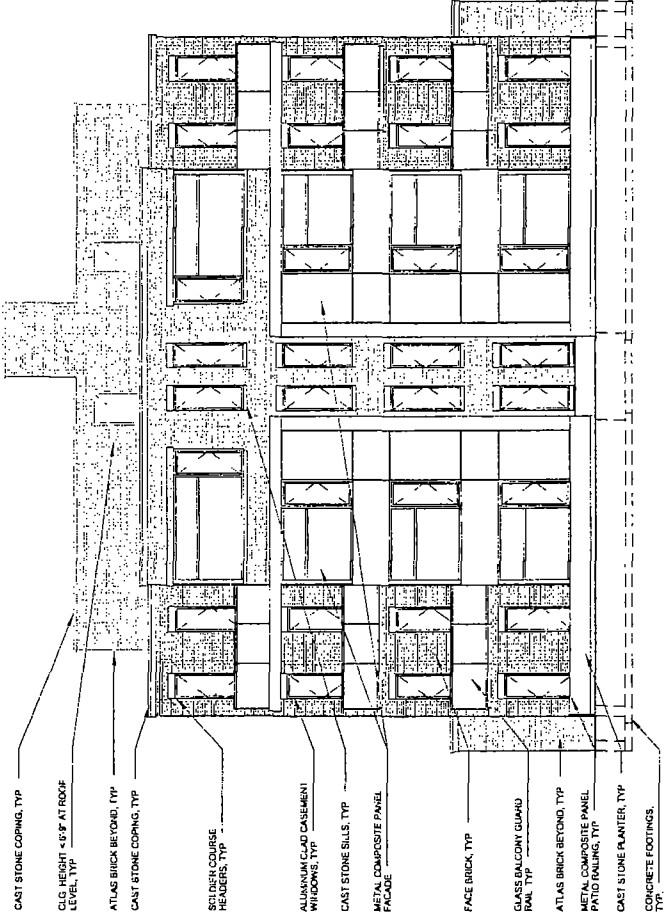 CAST STONE COPING, TYP
CLG HEIGHT <6'-9" AT ROOF
LEVEL, TYP
ATLAS BRICK BEYOND, TYP
CAST STONE COPING, TYP
SOLDIER COURSE
HEADERS, TYP
ALUMINUM CLAD CASEMENT
WINDOWS, TYP
CAST STONE SILLS, TYP
METAL COMPOSITE PANEL
FACADE
FACE BRICK, TYP
GLASS BALCONY GUARD
RAIL TYP
ATLAS BRICK BEYOND, TYP
METAL COMPOSITE PANEL
PATIO RAILING, TYP
CAST STONE PLANTER, TYP
CONCRETE FOOTINGS,
TYP.